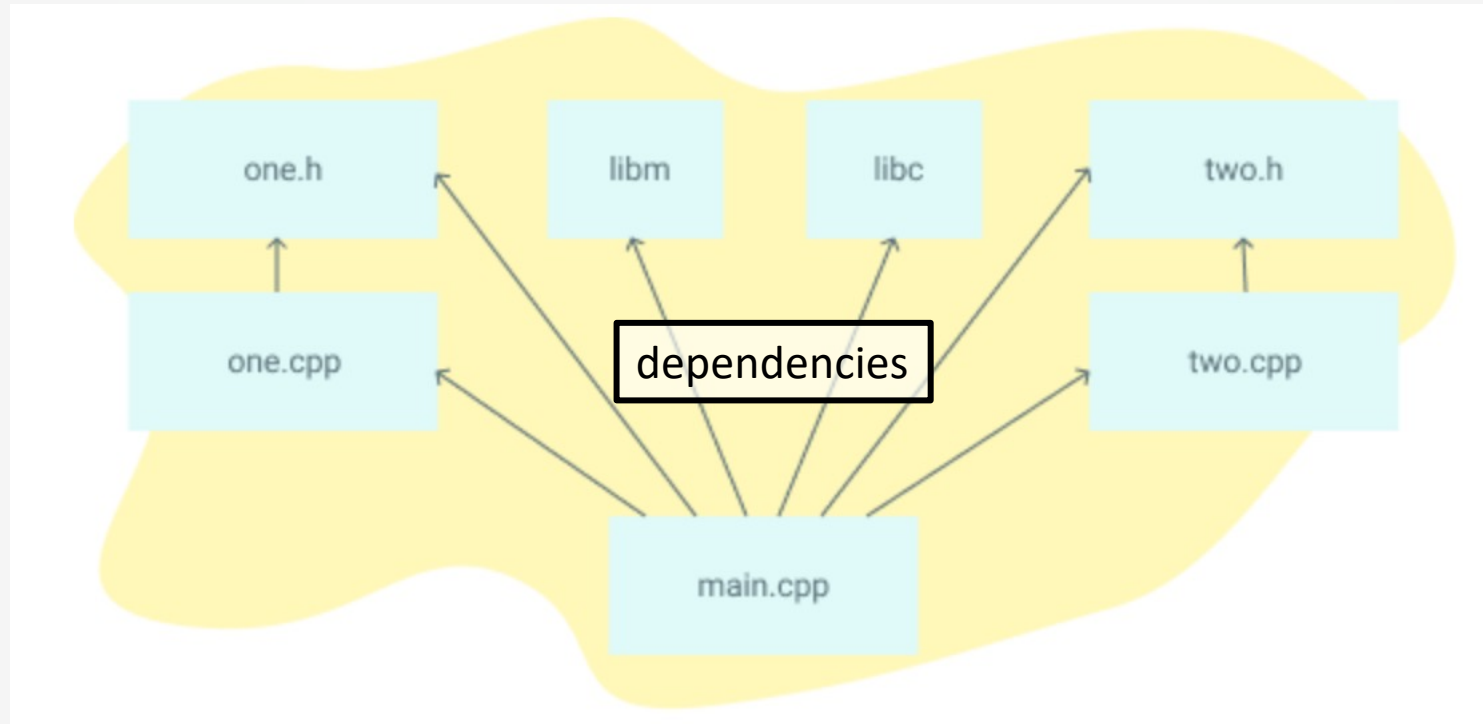 one.h
libm
libc
two.h
one.cpp
dependencies
two.cpp
main.cpp